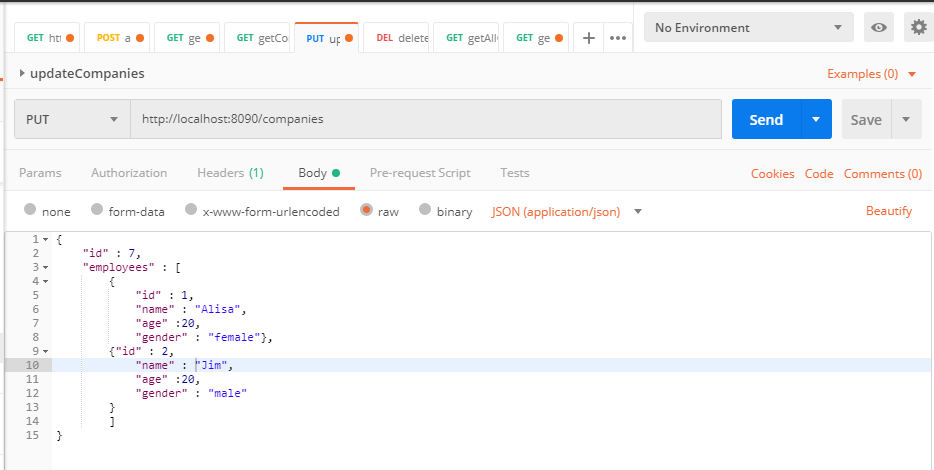 GET htt POST a GET ge GET getCo PUT up DEL delete GET getAll GET ge + ••• No Environment
updateCompanies Examples (0)
PUT http://localhost:8090/companies Send Save
Params Authorization Headers (1) Body Pre-request Script Tests Cookies Code Comments (0)
none form-data x-www-form-urlencoded raw binary JSON (application/json) Beautify
1 {
2 "id" : 7,
3 "employees" : [
4 {
5 "id" : 1,
6 "name" : "Alisa",
7 "age" :20,
8 "gender" : "female"},
9 {"id" : 2,
10 "name" : "Jim",
11 "age" :20,
12 "gender" : "male"
13 }
14 ]
15 }